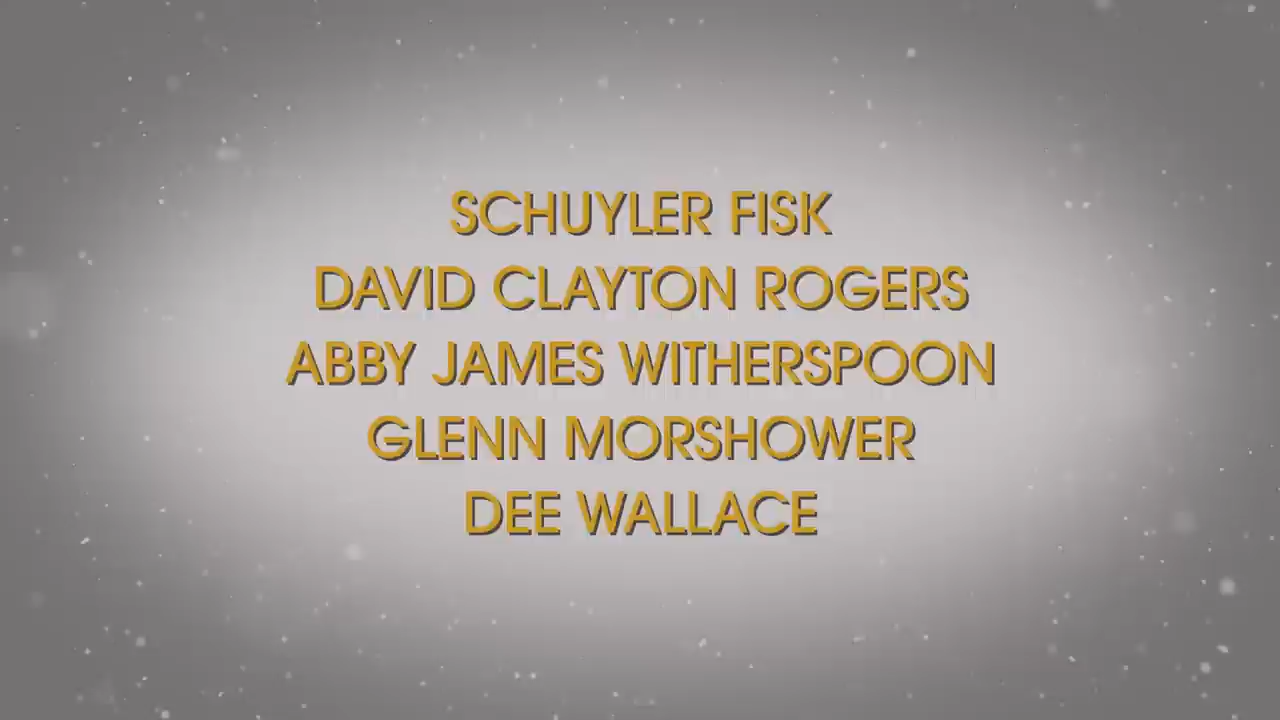 SCHUYLER FISK
DAVID CLAYTON ROGERS
ABBY JAMES WITHERSPOON
GLENN MORSHOWER
DEE WALLACE